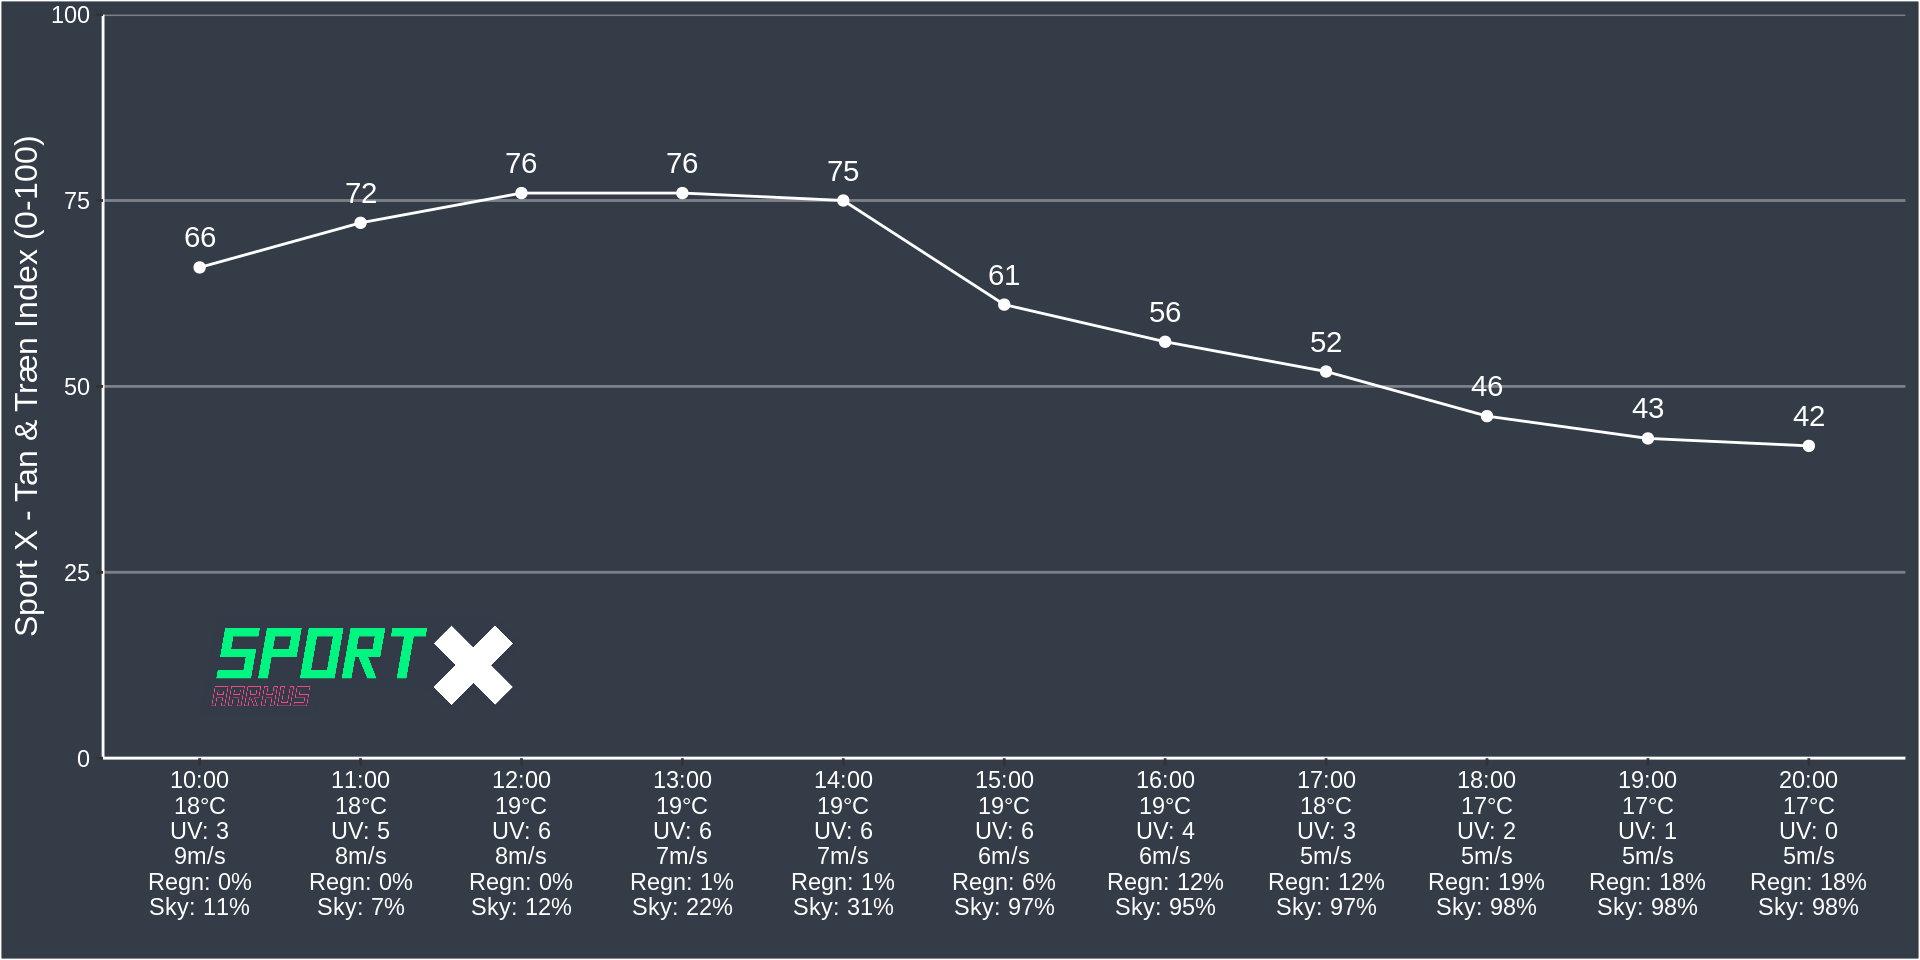 Sport X - Tan & Træn Index (0-100)
100
75
50
25
0
66
72
76
76
75
61
56
52
46
43
42
SPORT X
AARHUS
10:00 11:00 12:00 13:00 14:00 15:00 16:00 17:00 18:00 19:00 20:00
18°C 18°C 19°C 19°C 19°C 19°C 19°C 18°C 17°C 17°C 17°C
UV: 3 UV: 5 UV: 6 UV: 6 UV: 6 UV: 6 UV: 4 UV: 3 UV: 2 UV: 1 UV: 0
9m/s 8m/s 8m/s 7m/s 7m/s 6m/s 6m/s 5m/s 5m/s 5m/s 5m/s
Regn: 0% Regn: 0% Regn: 0% Regn: 1% Regn: 1% Regn: 6% Regn: 12% Regn: 12% Regn: 19% Regn: 18% Regn: 18%
Sky: 11% Sky: 7% Sky: 12% Sky: 22% Sky: 31% Sky: 97% Sky: 95% Sky: 97% Sky: 98% Sky: 98% Sky: 98%